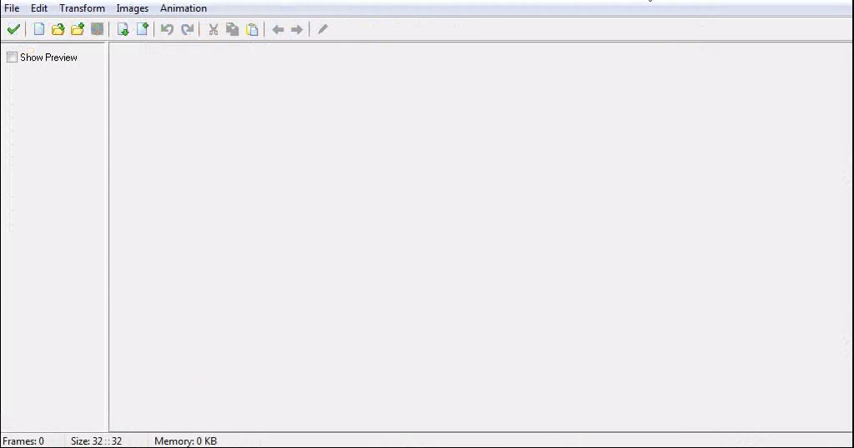 File Edit Transform Images Animation
Show Preview
Frames: 0 Size: 32 :: 32 Memory: 0 KB